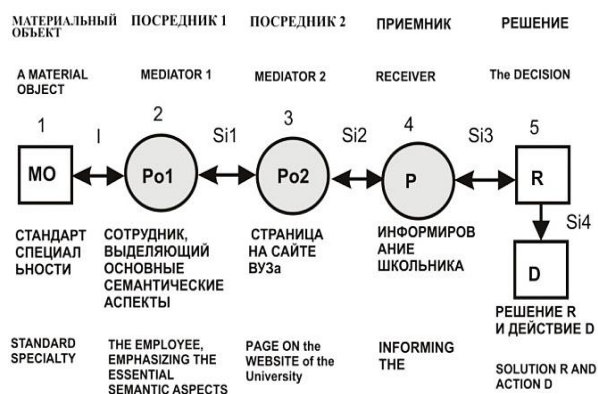 МАТЕРИАЛЬНЫЙ
ОБЪЕКТ
ПОСРЕДНИК 1
ПОСРЕДНИК 2
ПРИЕМНИК
РЕШЕНИЕ
A MATERIAL
OBJECT
MEDIATOR 1
MEDIATOR 2
RECEIVER
The DECISION
1
2
3
4
5
I
Si1
Si2
Si3
MO
Po1
Po2
P
R
Si4
D
СТАНДАРТ
СПЕЦИАЛ
ЬНОСТИ
СОТРУДНИК,
ВЫДЕЛЯЮЩИЙ
ОСНОВНЫЕ
СЕМАНТИЧЕСКИЕ
АСПЕКТЫ
СТРАНИЦА
НА САЙТЕ
ВУЗа
ИНФОРМИРОВ
АНИЕ
ШКОЛЬНИКА
РЕШЕНИЕ R
И ДЕЙСТВИЕ D
STANDARD
SPECIALTY
THE EMPLOYEE,
EMPHASIZING THE
ESSENTIAL
SEMANTIC ASPECTS
PAGE ON the
WEBSITE of the
University
INFORMING
THE
SOLUTION R AND
ACTION D